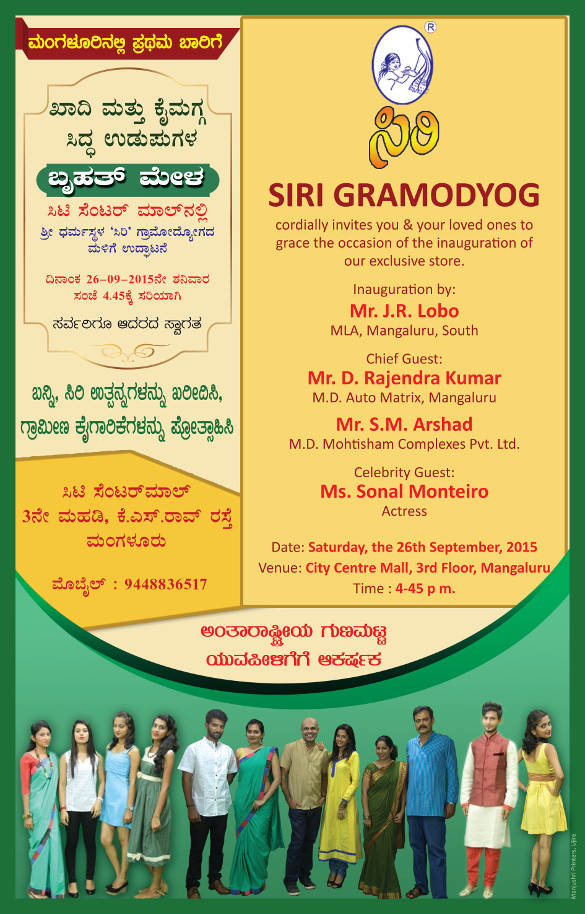 ಮಂಗಳೂರಿನಲ್ಲಿ ಪ್ರಥಮ ಬಾರಿಗೆ
ಖಾದಿ ಮತ್ತು ಕೈಮಗ್ಗ
ಸಿದ್ಧ ಉಡುಪುಗಳ
ಬೃಹತ್ ಮೇಳ
ಸಿಟಿ ಸೆಂಟರ್ ಮಾಲ್‌ನಲ್ಲಿ
ಶ್ರೀ ಧರ್ಮಸ್ಥಳ 'ಸಿರಿ' ಗ್ರಾಮೋದ್ಯೋಗದ
ಮಳಿಗೆ ಉದ್ಘಾಟನೆ
ದಿನಾಂಕ 26-09-2015ನೇ ಶನಿವಾರ
ಸಂಜೆ 4.45ಕ್ಕೆ ಸರಿಯಾಗಿ
ಸರ್ವರಿಗೂ ಆದರದ ಸ್ವಾಗತ
ಬನ್ನಿ, ಸಿರಿ ಉತ್ಪನ್ನಗಳನ್ನು ಖರೀದಿಸಿ,
ಗ್ರಾಮೀಣ ಕೈಗಾರಿಕೆಗಳನ್ನು ಪ್ರೋತ್ಸಾಹಿಸಿ
ಸಿಟಿ ಸೆಂಟರ್‌ಮಾಲ್
3ನೇ ಮಹಡಿ, ಕೆ.ಎಸ್.ರಾವ್ ರಸ್ತೆ
ಮಂಗಳೂರು
ಮೊಬೈಲ್ : 9448836517
®
ಸಿರಿ
SIRI GRAMODYOG
cordially invites you & your loved ones to
grace the occasion of the inauguration of
our exclusive store.
Inauguration by:
Mr. J.R. Lobo
MLA, Mangaluru, South
Chief Guest:
Mr. D. Rajendra Kumar
M.D. Auto Matrix, Mangaluru
Mr. S.M. Arshad
M.D. Mohtisham Complexes Pvt. Ltd.
Celebrity Guest:
Ms. Sonal Monteiro
Actress
Date: Saturday, the 26th September, 2015
Venue: City Centre Mall, 3rd Floor, Mangaluru
Time : 4-45 p m.
ಅಂತಾರಾಷ್ಟ್ರೀಯ ಗುಣಮಟ್ಟ
ಯುವಪೀಳಿಗೆಗೆ ಆಕರ್ಷಕ
Manjushri Printers, Ujire